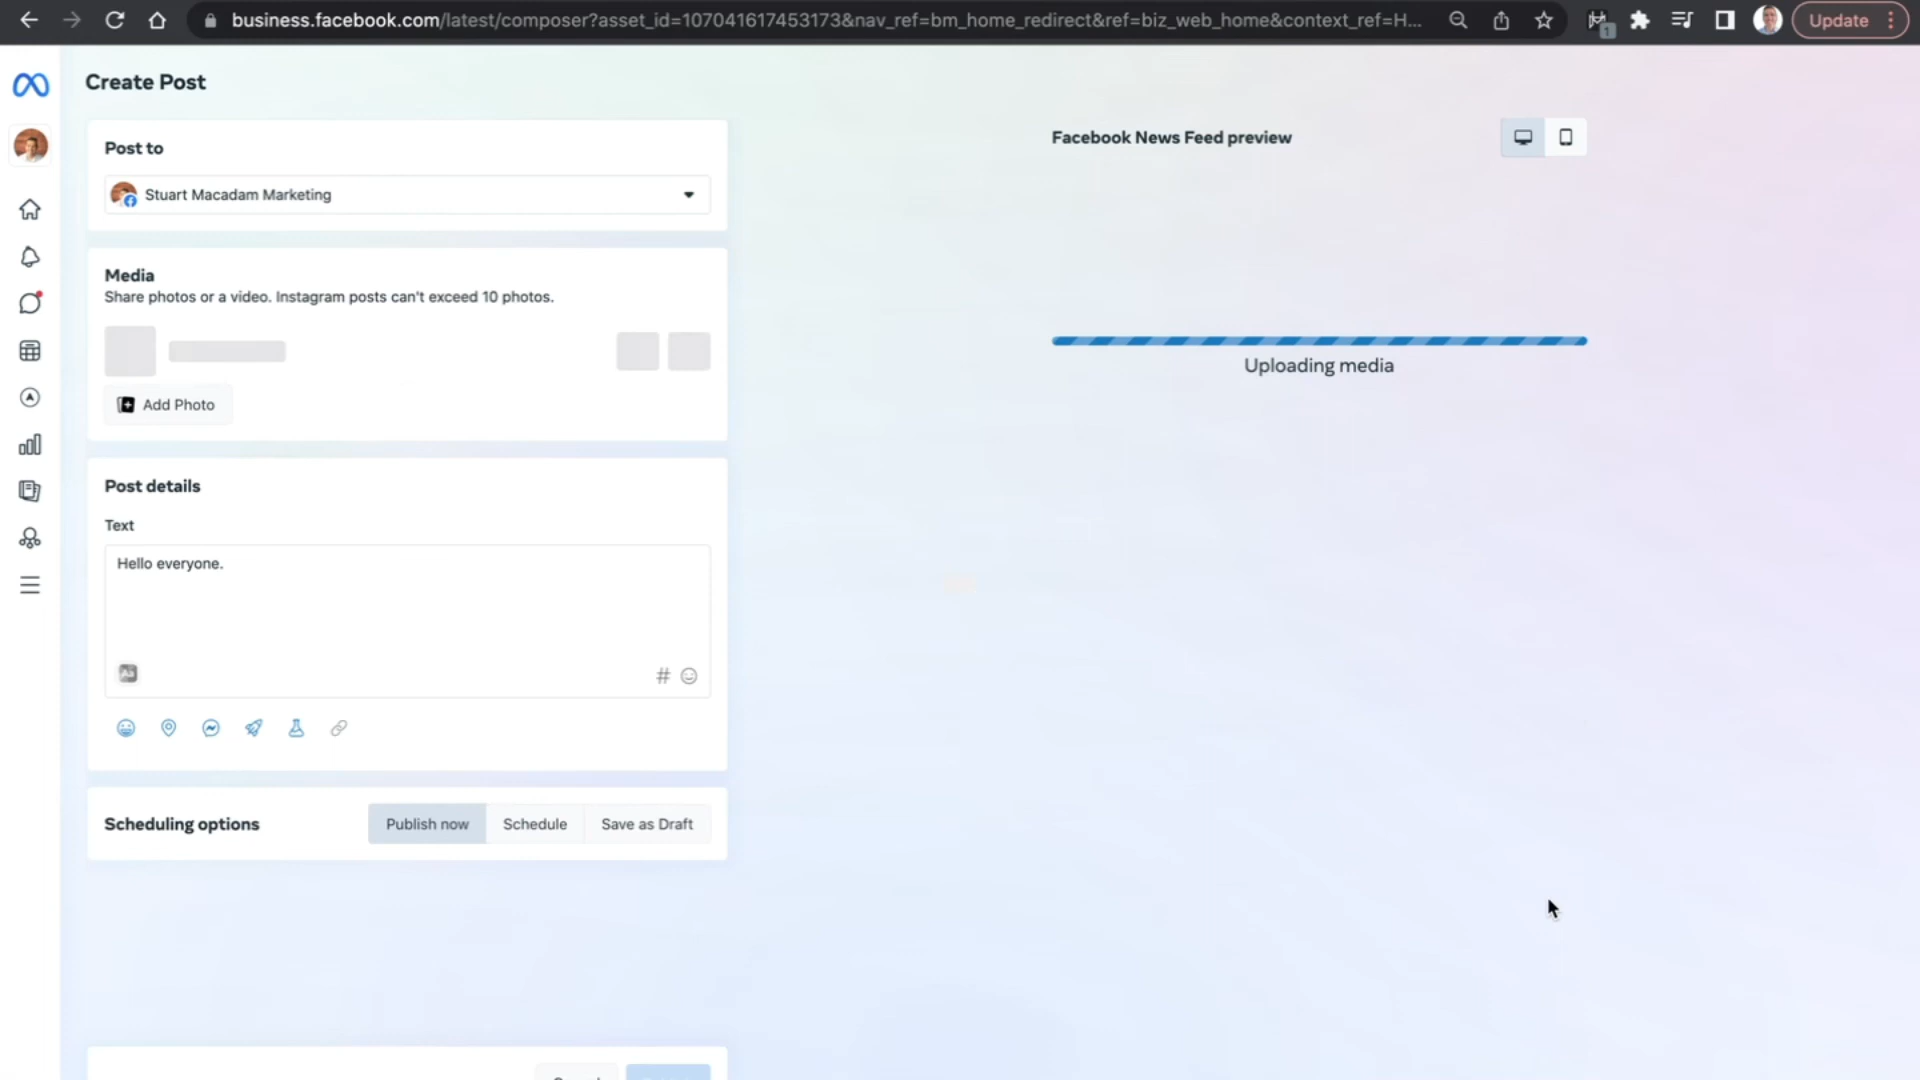 business.facebook.com/latest/composer?asset_id=107041617453173&nav_ref=bm_home_redirect&ref=biz_web_home&context_ref=H...
1
Update
Create Post
Post to
Stuart Macadam Marketing
Facebook News Feed preview
Media
Share photos or a video. Instagram posts can't exceed 10 photos.
Uploading media
Add Photo
Post details
Text
Hello everyone.
#
Scheduling options
Publish now
Schedule
Save as Draft